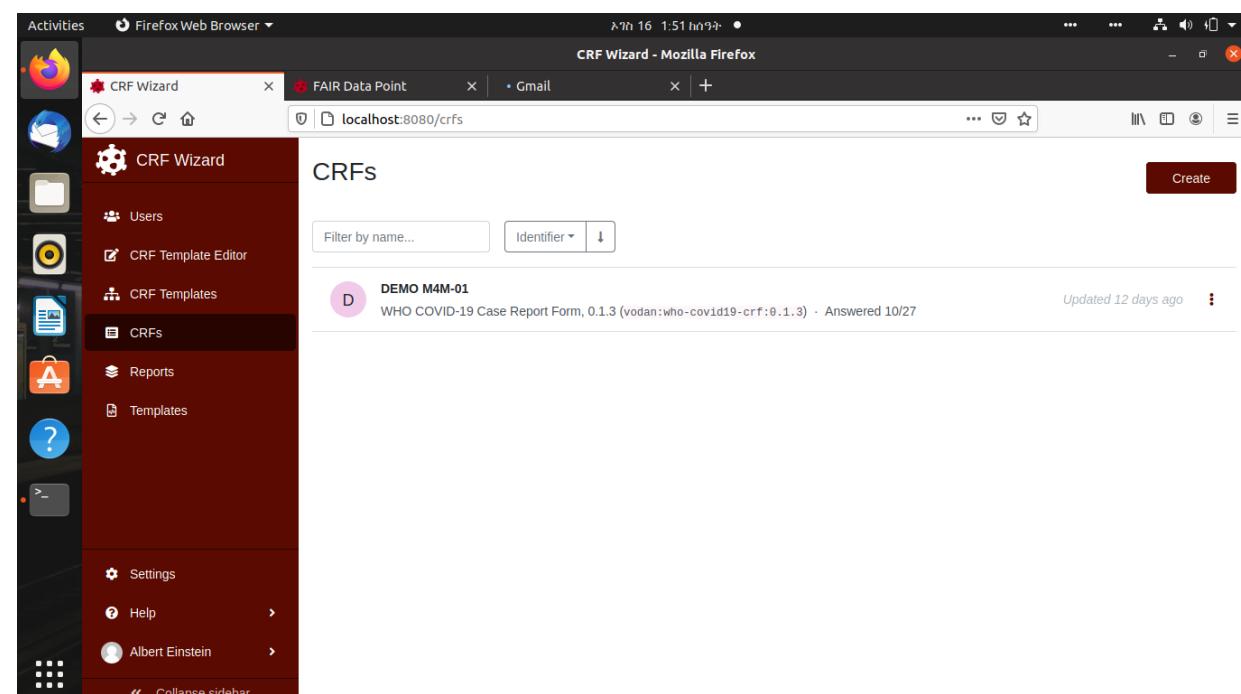 Activities Firefox Web Browser ኦገስ 16 1:51 ከሰዓት
CRF Wizard - Mozilla Firefox
CRF Wizard FAIR Data Point Gmail
localhost:8080/crfs
CRF Wizard
Users
CRF Template Editor
CRF Templates
CRFs
Reports
Templates
Settings
Help
Albert Einstein
Collapse sidebar
CRFs
Create
Filter by name...
Identifier
D
DEMO M4M-01
WHO COVID-19 Case Report Form, 0.1.3 (vodan:who-covid19-crf:0.1.3) · Answered 10/27
Updated 12 days ago